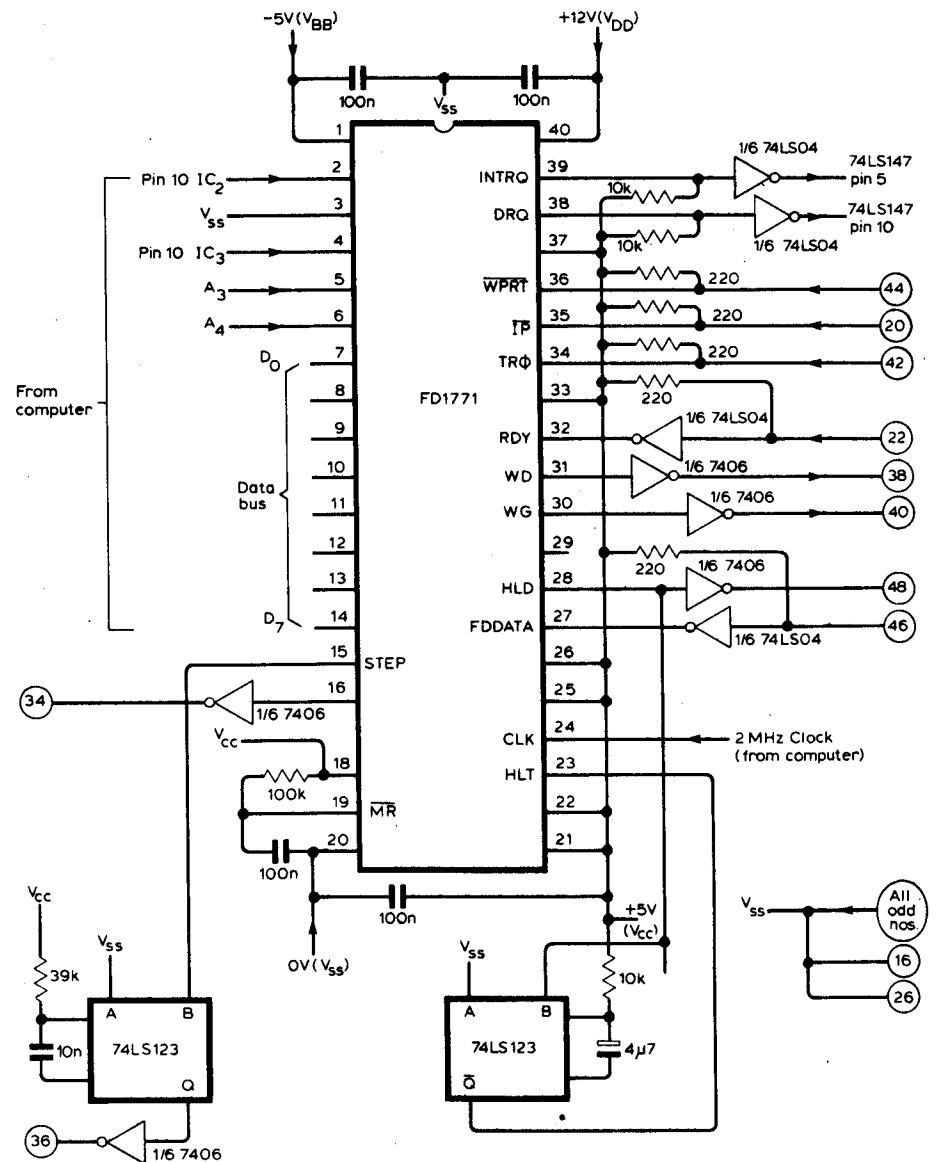 -5V(VBB)
+12V(VDD)
100n
VSS
100n
1
40
2
39
INTRQ
1/6 74LS04
74LS147
pin 5
Pin 10 IC2
10k
3
38
DRQ
74LS147
pin 10
VSS
10k
1/6 74LS04
4
37
Pin 10 IC3
5
36
WPRT
220
44
A3
6
35
IP
220
20
A4
7
34
TRϕ
220
42
D0
From
computer
8
33
FD1771
220
1/6 74LS04
9
32
RDY
22
10
31
WD
1/6 7406
38
Data
bus
11
30
WG
1/6 7406
40
12
29
220
13
28
HLD
1/6 7406
48
14
27
FDDATA
1/6 74LS04
46
D7
15
STEP
26
34
1/6 7406
16
25
VCC
24
CLK
2 MHz Clock
(from computer)
18
23
HLT
100k
19
MR
22
20
21
100n
100n
0V(VSS)
+5V
(VCC)
VSS
All
odd
nos.
16
26
VCC
39k
VSS
A
B
10n
74LS123
Q
36
1/6 7406
VSS
10k
A
B
74LS123
4µ7
Q̅